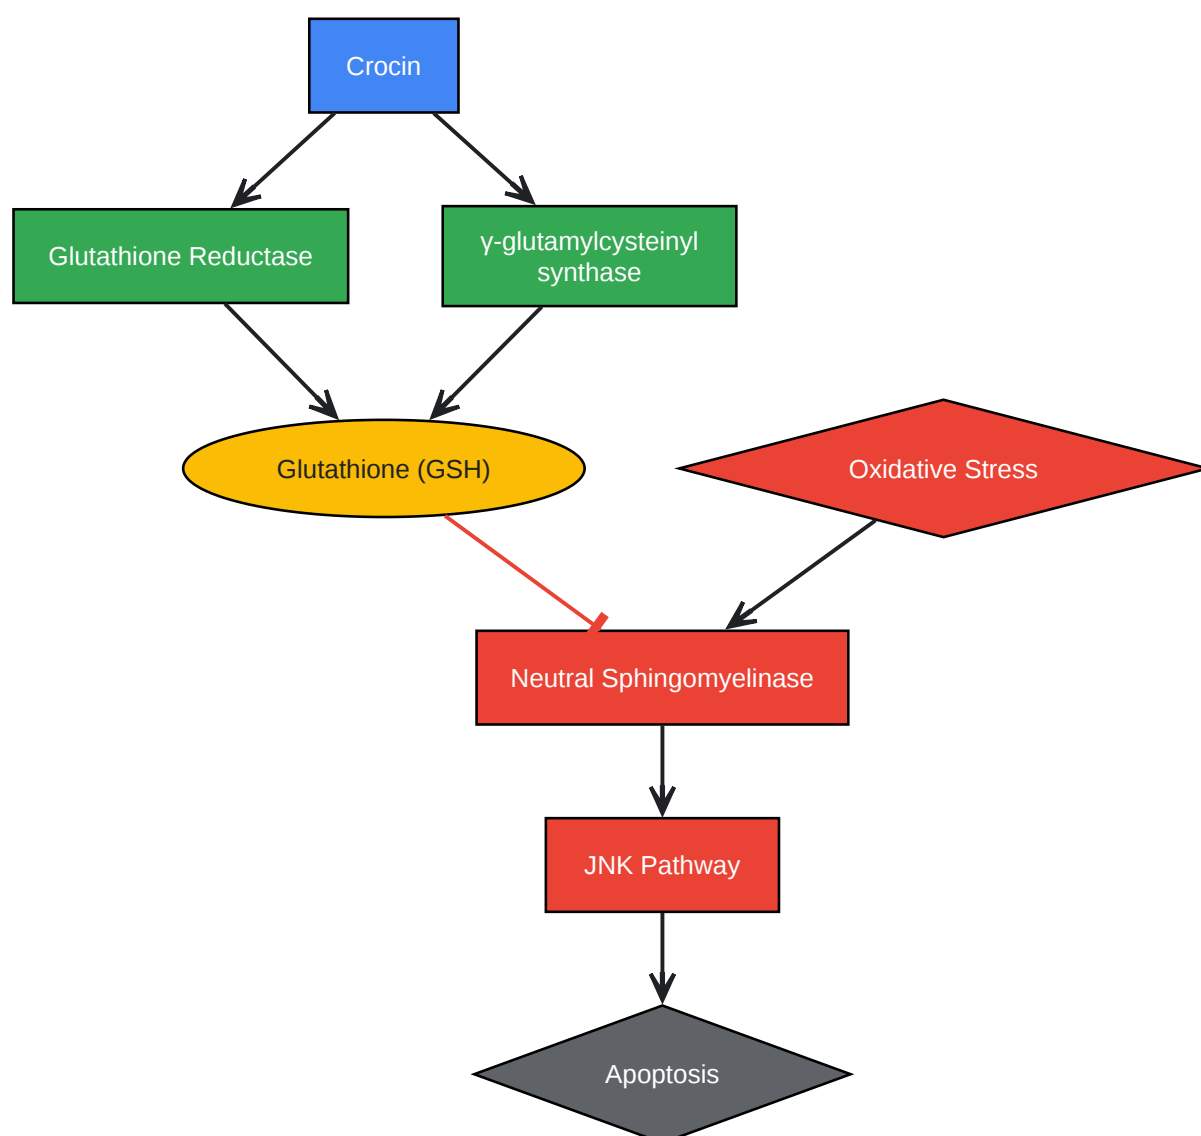 Crocin
Glutathione Reductase
γ-glutamylcysteinyl
synthase
Glutathione (GSH)
Oxidative Stress
Neutral Sphingomyelinase
JNK Pathway
Apoptosis